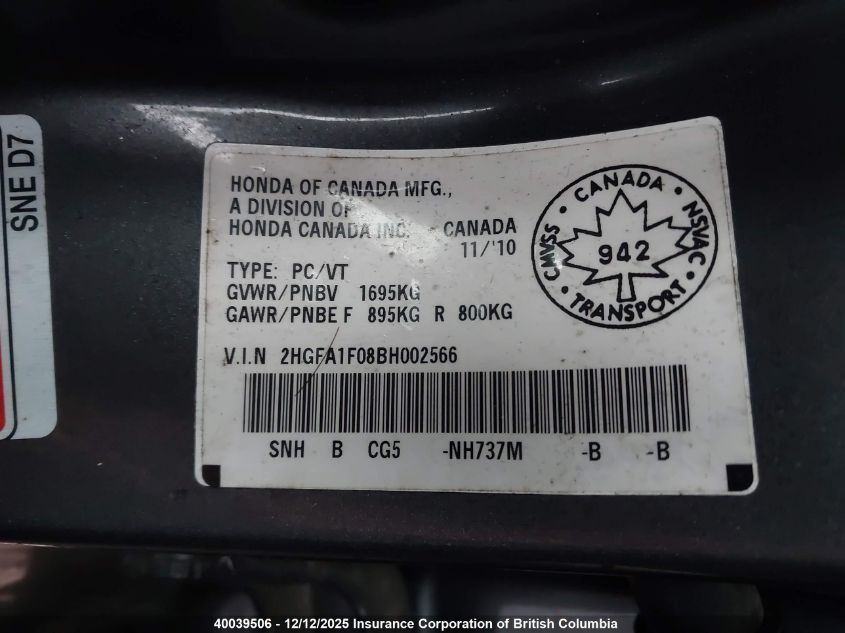 SNE D7
HONDA OF CANADA MFG.,
A DIVISION OF
HONDA CANADA INC. CANADA
11/'10
TYPE: PC/VT
GVWR/PNBV 1695KG
GAWR/PNBE F 895KG R 800KG
V.I.N 2HGFA1F08BH002566
SNH B CG5 -NH737M -B -B
CANADA
CMVSS 942 NSVAC
TRANSPORT
40039506 - 12/12/2025 Insurance Corporation of British Columbia